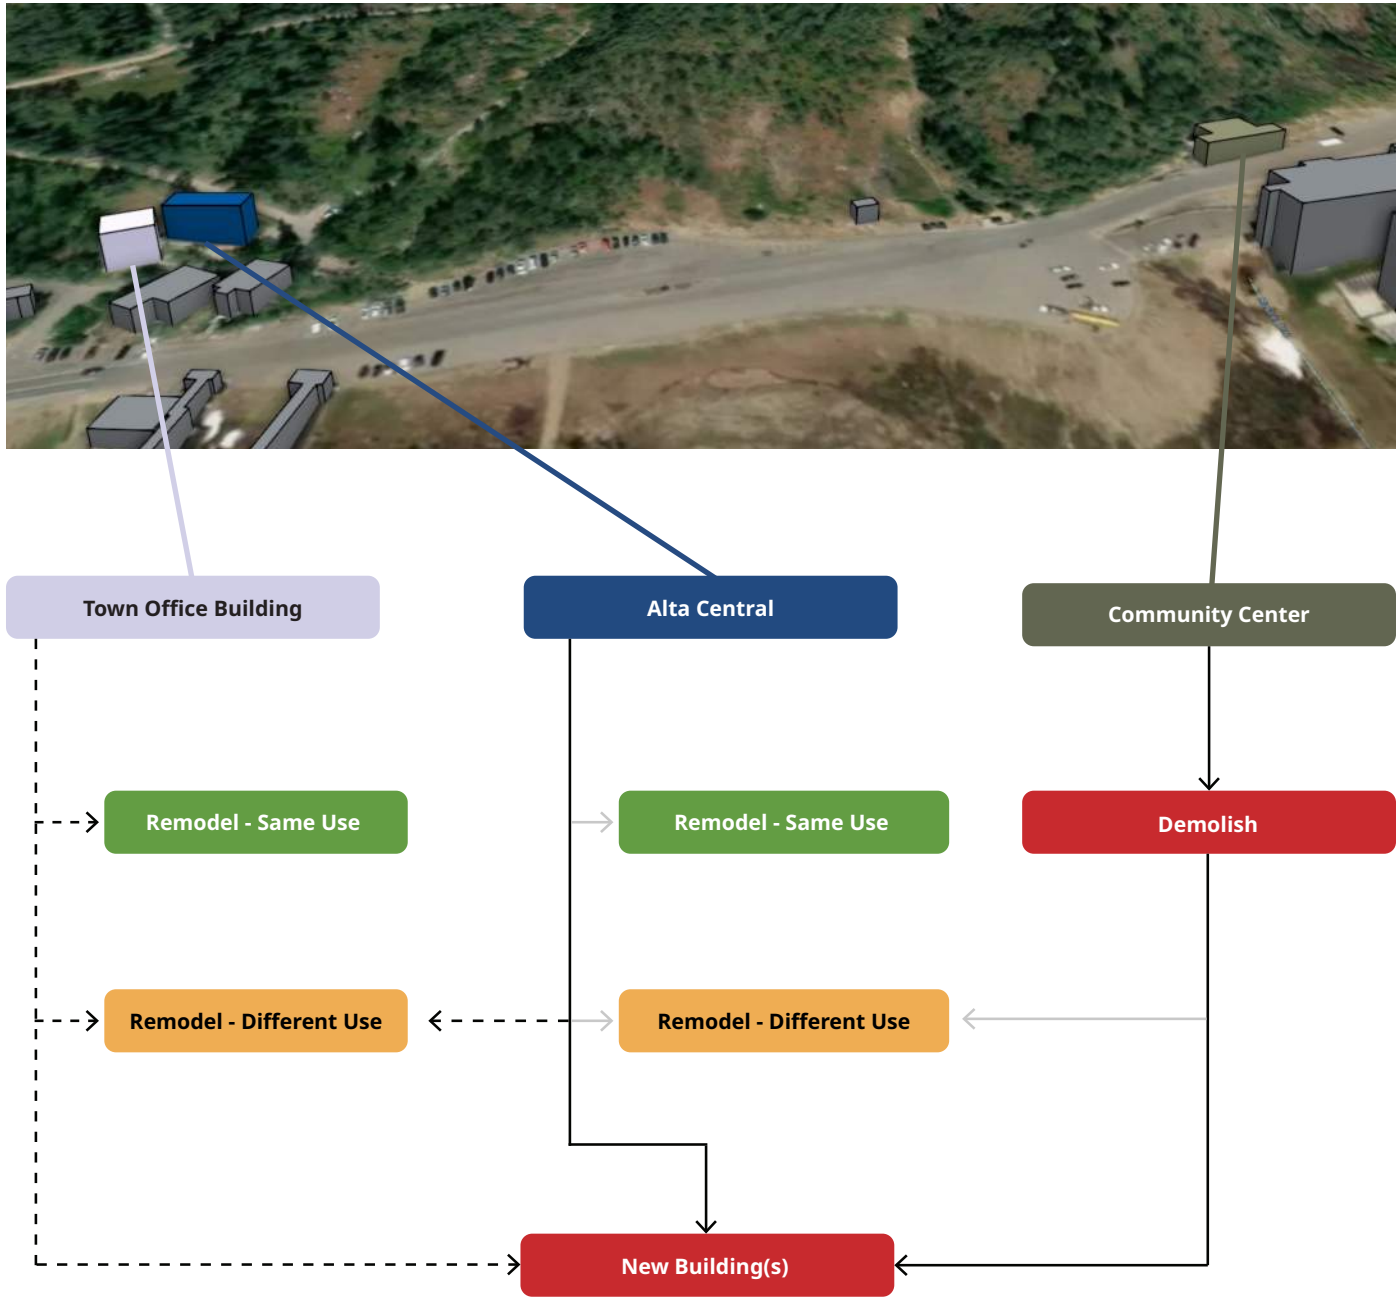 Town Office Building
Alta Central
Community Center
Remodel - Same Use
Remodel - Same Use
Demolish
Remodel - Different Use
Remodel - Different Use
New Building(s)